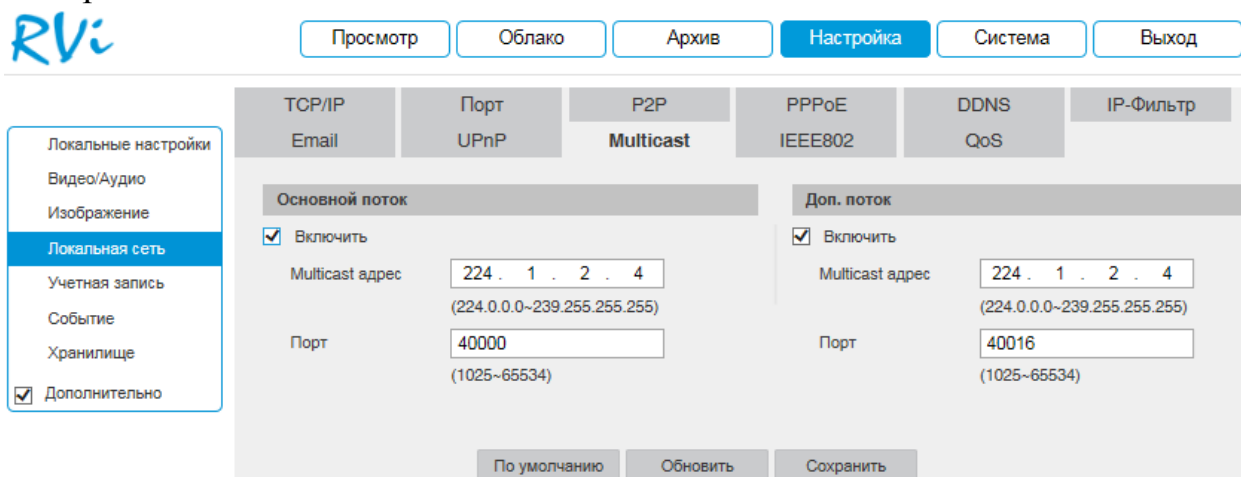 RVi
Просмотр Облако Архив Настройка Система Выход
TCP/IP Порт P2P PPPoE DDNS IP-Фильтр
Email UPnP Multicast IEEE802 QoS
Локальные настройки
Видео/Аудио
Изображение
Локальная сеть
Учетная запись
Событие
Хранилище
Дополнительно
Основной поток
Включить
Multicast адрес 224 . 1 . 2 . 4
(224.0.0.0~239.255.255.255)
Порт 40000
(1025~65534)
Доп. поток
Включить
Multicast адрес 224 . 1 . 2 . 4
(224.0.0.0~239.255.255.255)
Порт 40016
(1025~65534)
По умолчанию Обновить Сохранить